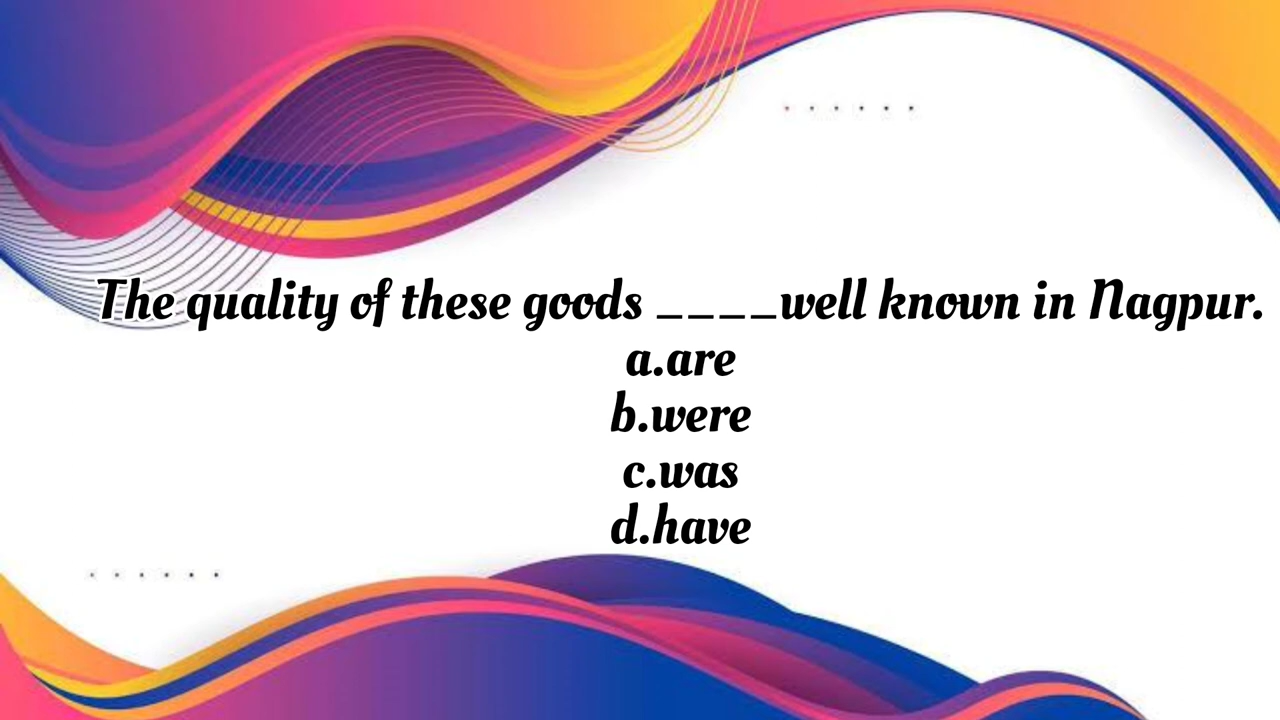 The quality of these goods ____well known in Nagpur.
a.are
b.were
c.was
d.have